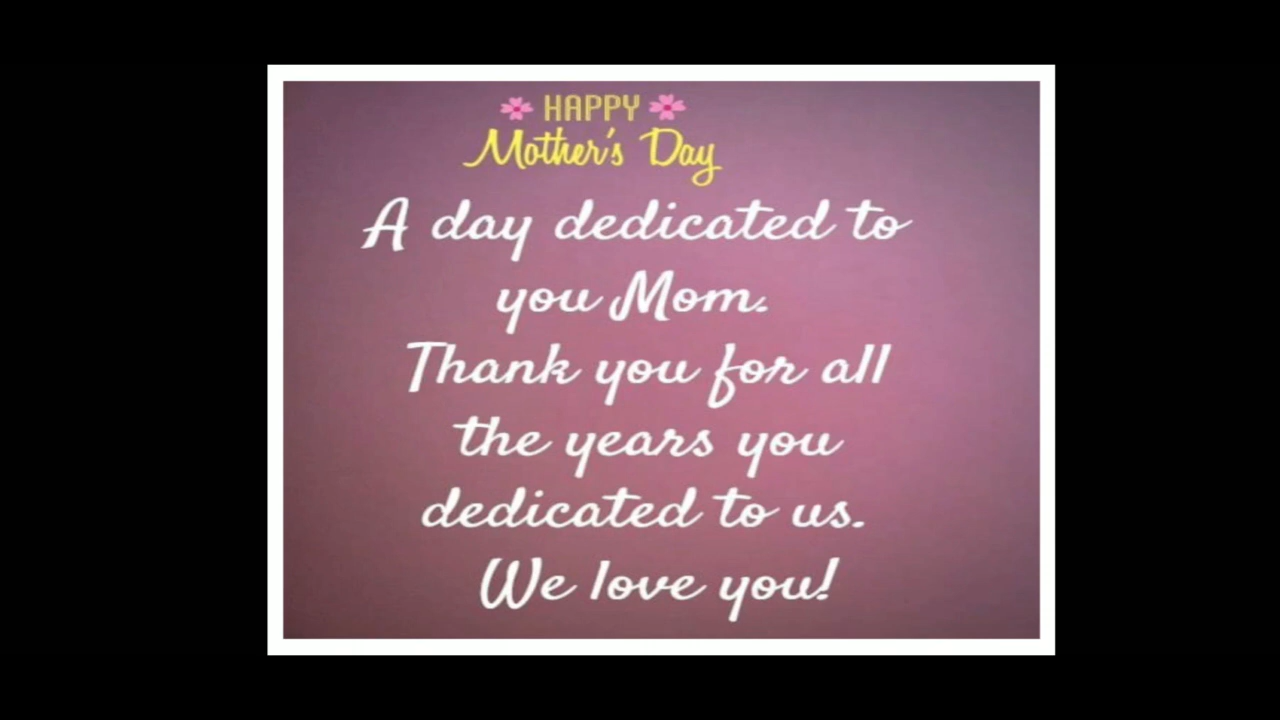 HAPPY
Mother's Day
A day dedicated to
you Mom.
Thank you for all
the years you
dedicated to us.
We love you!